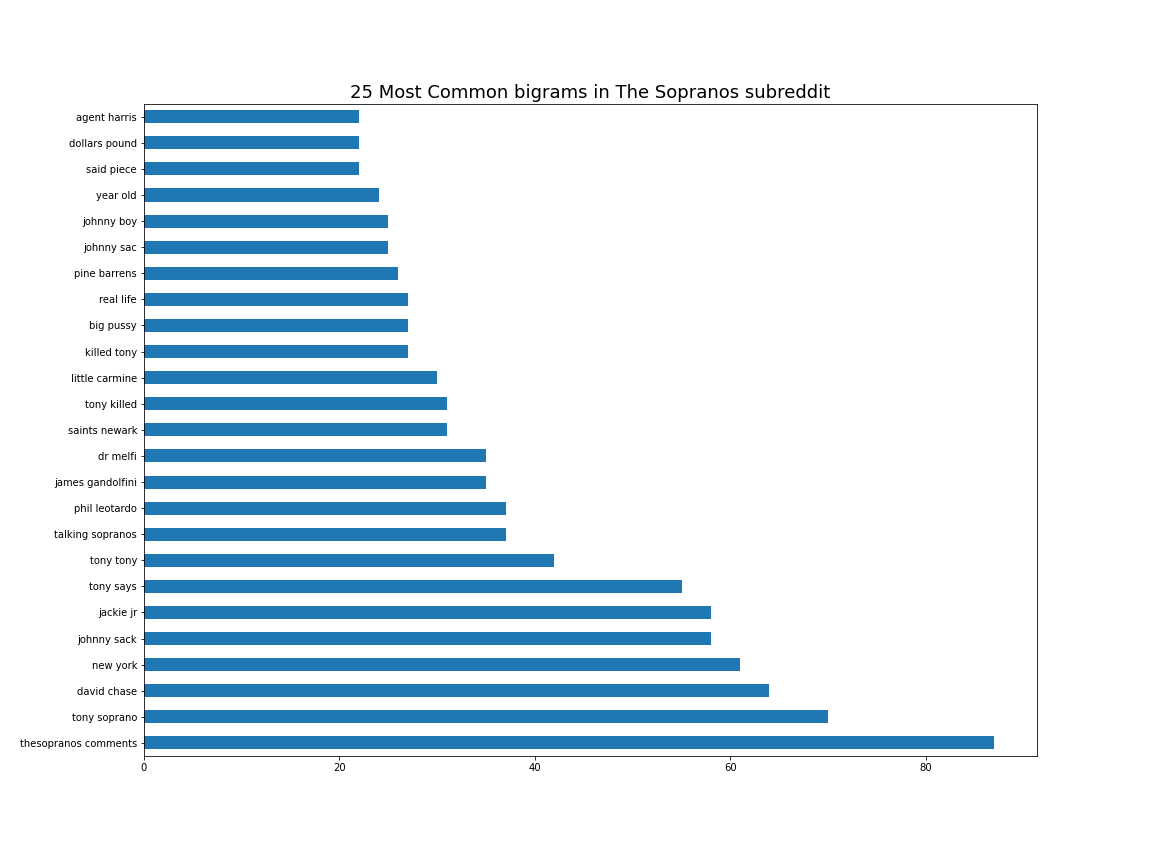 25 Most Common bigrams in The Sopranos subreddit
agent harris
dollars pound
said piece
year old
johnny boy
johnny sac
pine barrens
real life
big pussy
killed tony
little carmine
tony killed
saints newark
dr melfi
james gandolfini
phil leotardo
talking sopranos
tony tony
tony says
jackie jr
johnny sack
new york
david chase
tony soprano
thesopranos comments
0 20 40 60 80